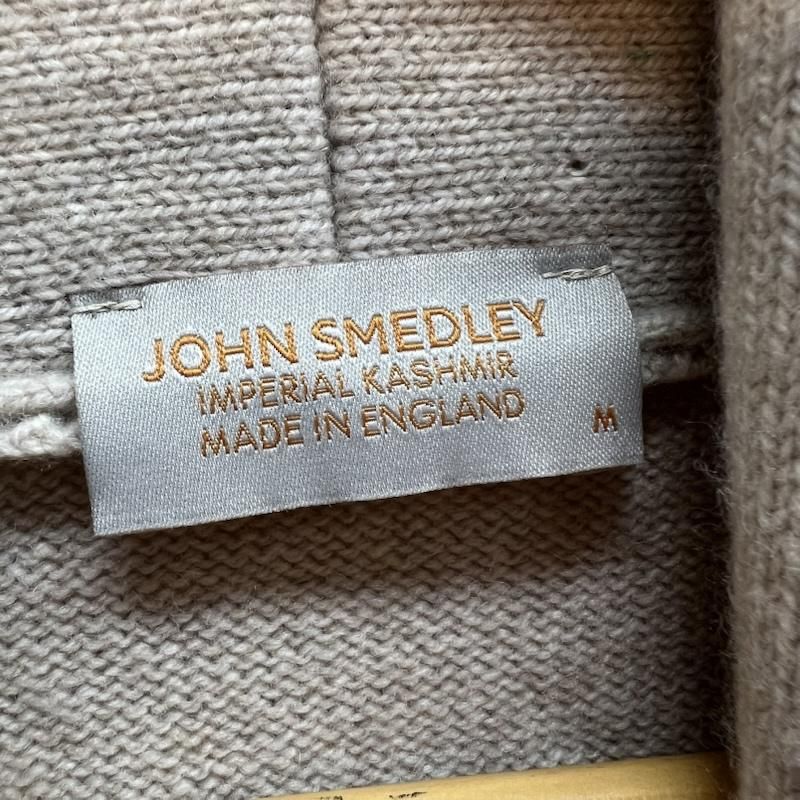 JOHN SMEDLEY
IMPERIAL KASHMIR
MADE IN ENGLAND
M